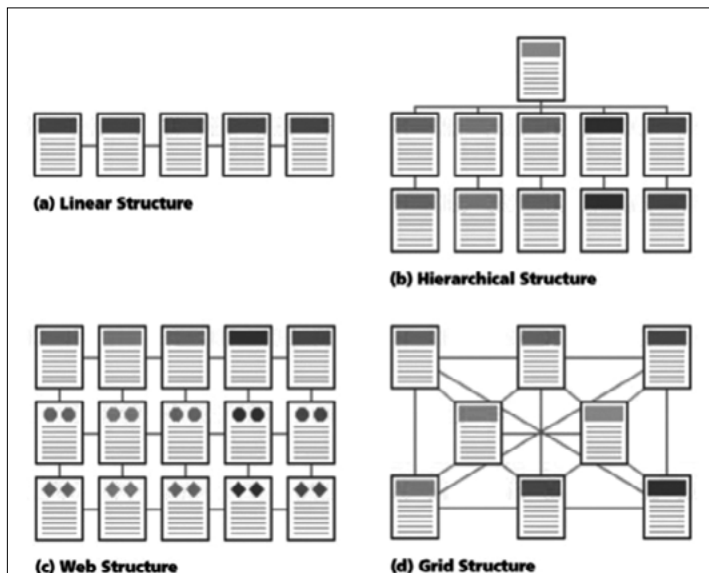 (a) Linear Structure
(b) Hierarchical Structure
(c) Web Structure
(d) Grid Structure